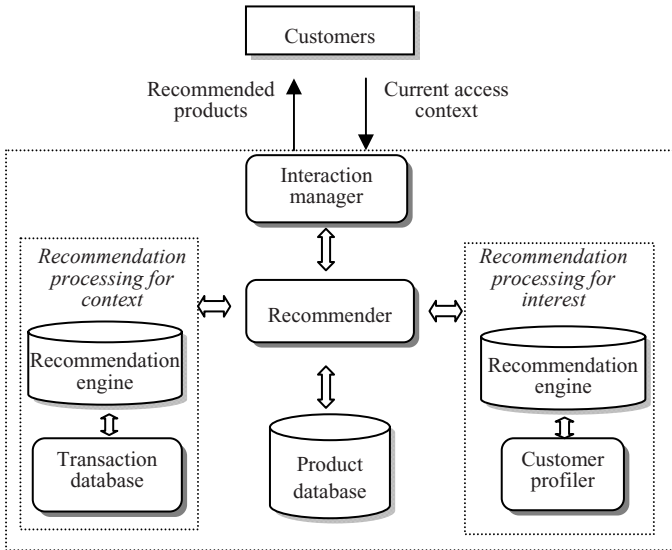 Customers
Recommended
products
Current access
context
Interaction
manager
Recommendation
processing for
context
Recommendation
engine
Transaction
database
Recommender
Product
database
Recommendation
processing for
interest
Recommendation
engine
Customer
profiler